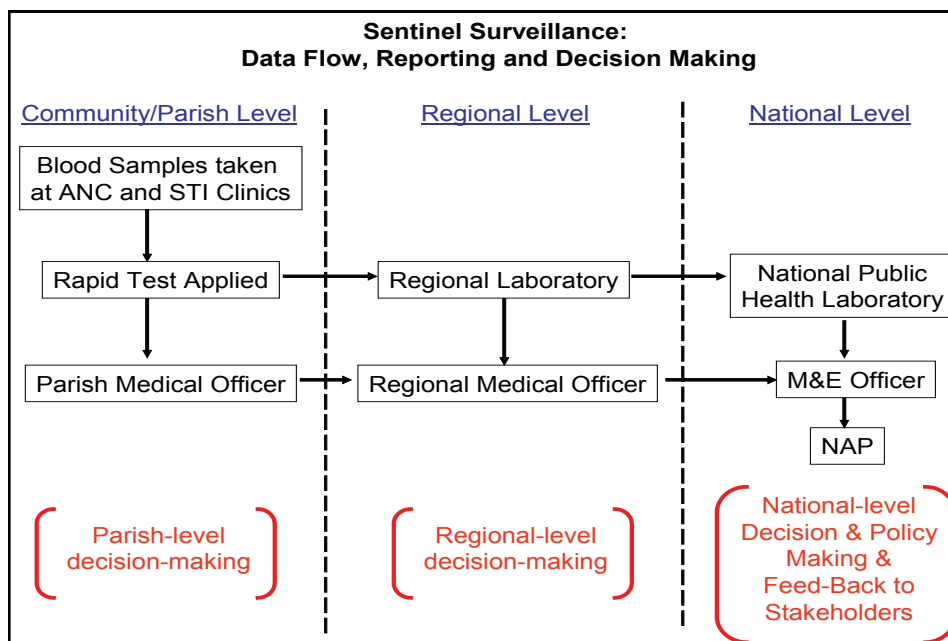 Sentinel Surveillance:
Data Flow, Reporting and Decision Making
Community/Parish Level
Regional Level
National Level
Blood Samples taken
at ANC and STI Clinics
Rapid Test Applied
Regional Laboratory
National Public
Health Laboratory
Parish Medical Officer
Regional Medical Officer
M&E Officer
NAP
Parish-level
decision-making
Regional-level
decision-making
National-level
Decision & Policy
Making &
Feed-Back to
Stakeholders